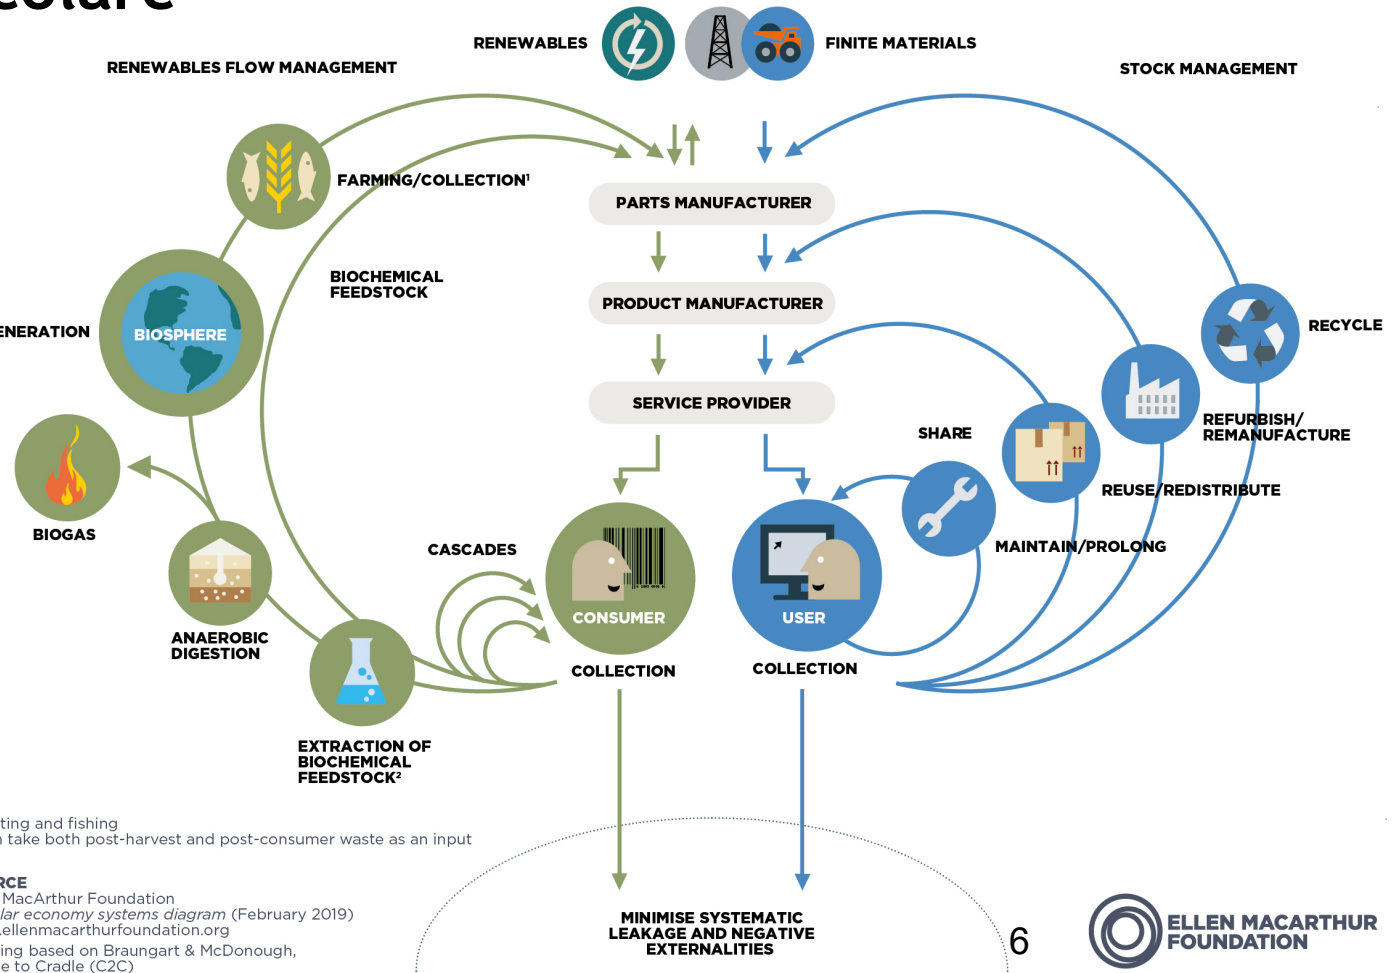 RENEWABLES
FINITE MATERIALS
RENEWABLES FLOW MANAGEMENT
STOCK MANAGEMENT
FARMING/COLLECTION¹
PARTS MANUFACTURER
BIOCHEMICAL
FEEDSTOCK
PRODUCT MANUFACTURER
BIOSPHERE
RECYCLE
SERVICE PROVIDER
SHARE
REFURBISH/
REMANUFACTURE
REUSE/REDISTRIBUTE
BIOGAS
CASCADES
MAINTAIN/PROLONG
CONSUMER
USER
ANAEROBIC
DIGESTION
COLLECTION
COLLECTION
EXTRACTION OF
BIOCHEMICAL
FEEDSTOCK²
ting and fishing
take both post-harvest and post-consumer waste as an input
MacArthur Foundation
economy systems diagram (February 2019)
.ellenmacarthurfoundation.org
ing based on Braungart & McDonough,
to Cradle (C2C)
MINIMISE SYSTEMATIC
LEAKAGE AND NEGATIVE
EXTERNALITIES
6
ELLEN MACARTHUR
FOUNDATION